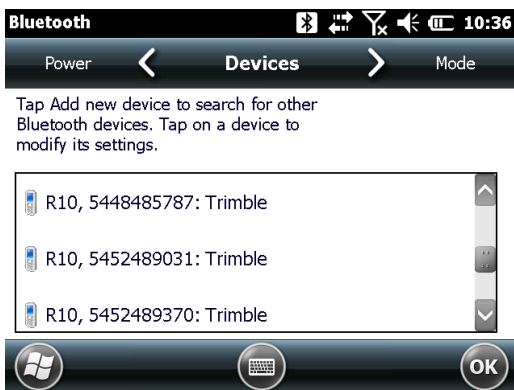 Bluetooth 10:36
Power Devices Mode
Tap Add new device to search for other
Bluetooth devices. Tap on a device to
modify its settings.
R10, 5448485787: Trimble
R10, 5452489031: Trimble
R10, 5452489370: Trimble
OK